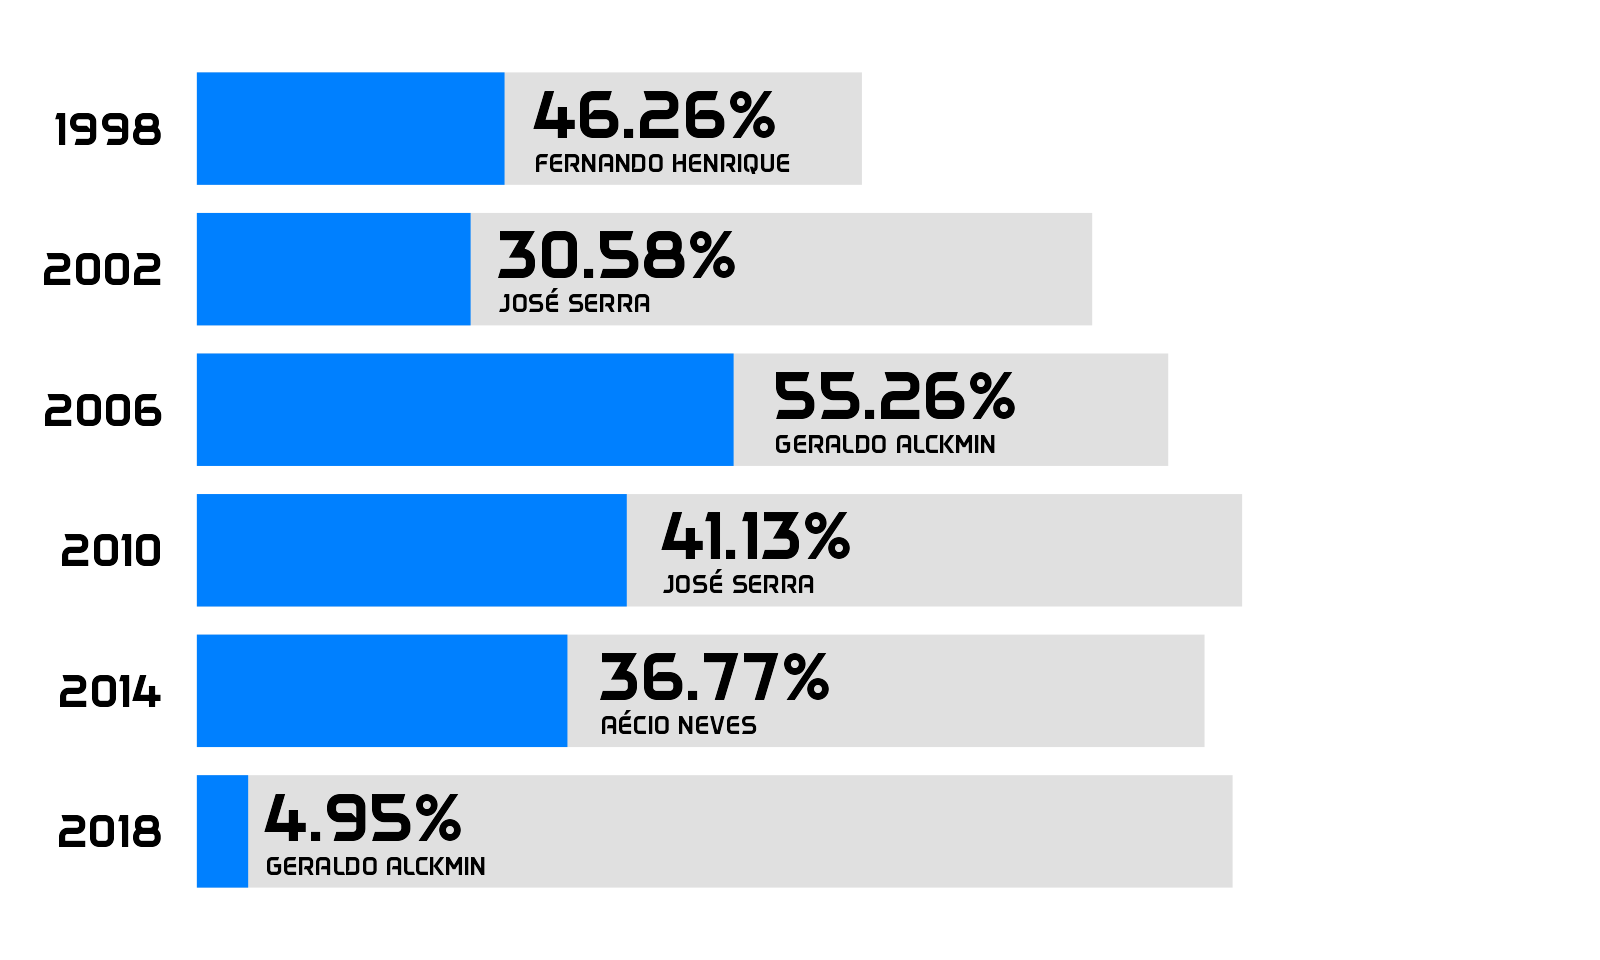 1998
46.26%
FERNANDO HENRIQUE
2002
30.58%
JOSÉ SERRA
2006
55.26%
GERALDO ALCKMIN
2010
41.13%
JOSÉ SERRA
2014
36.77%
AÉCIO NEVES
2018
4.95%
GERALDO ALCKMIN